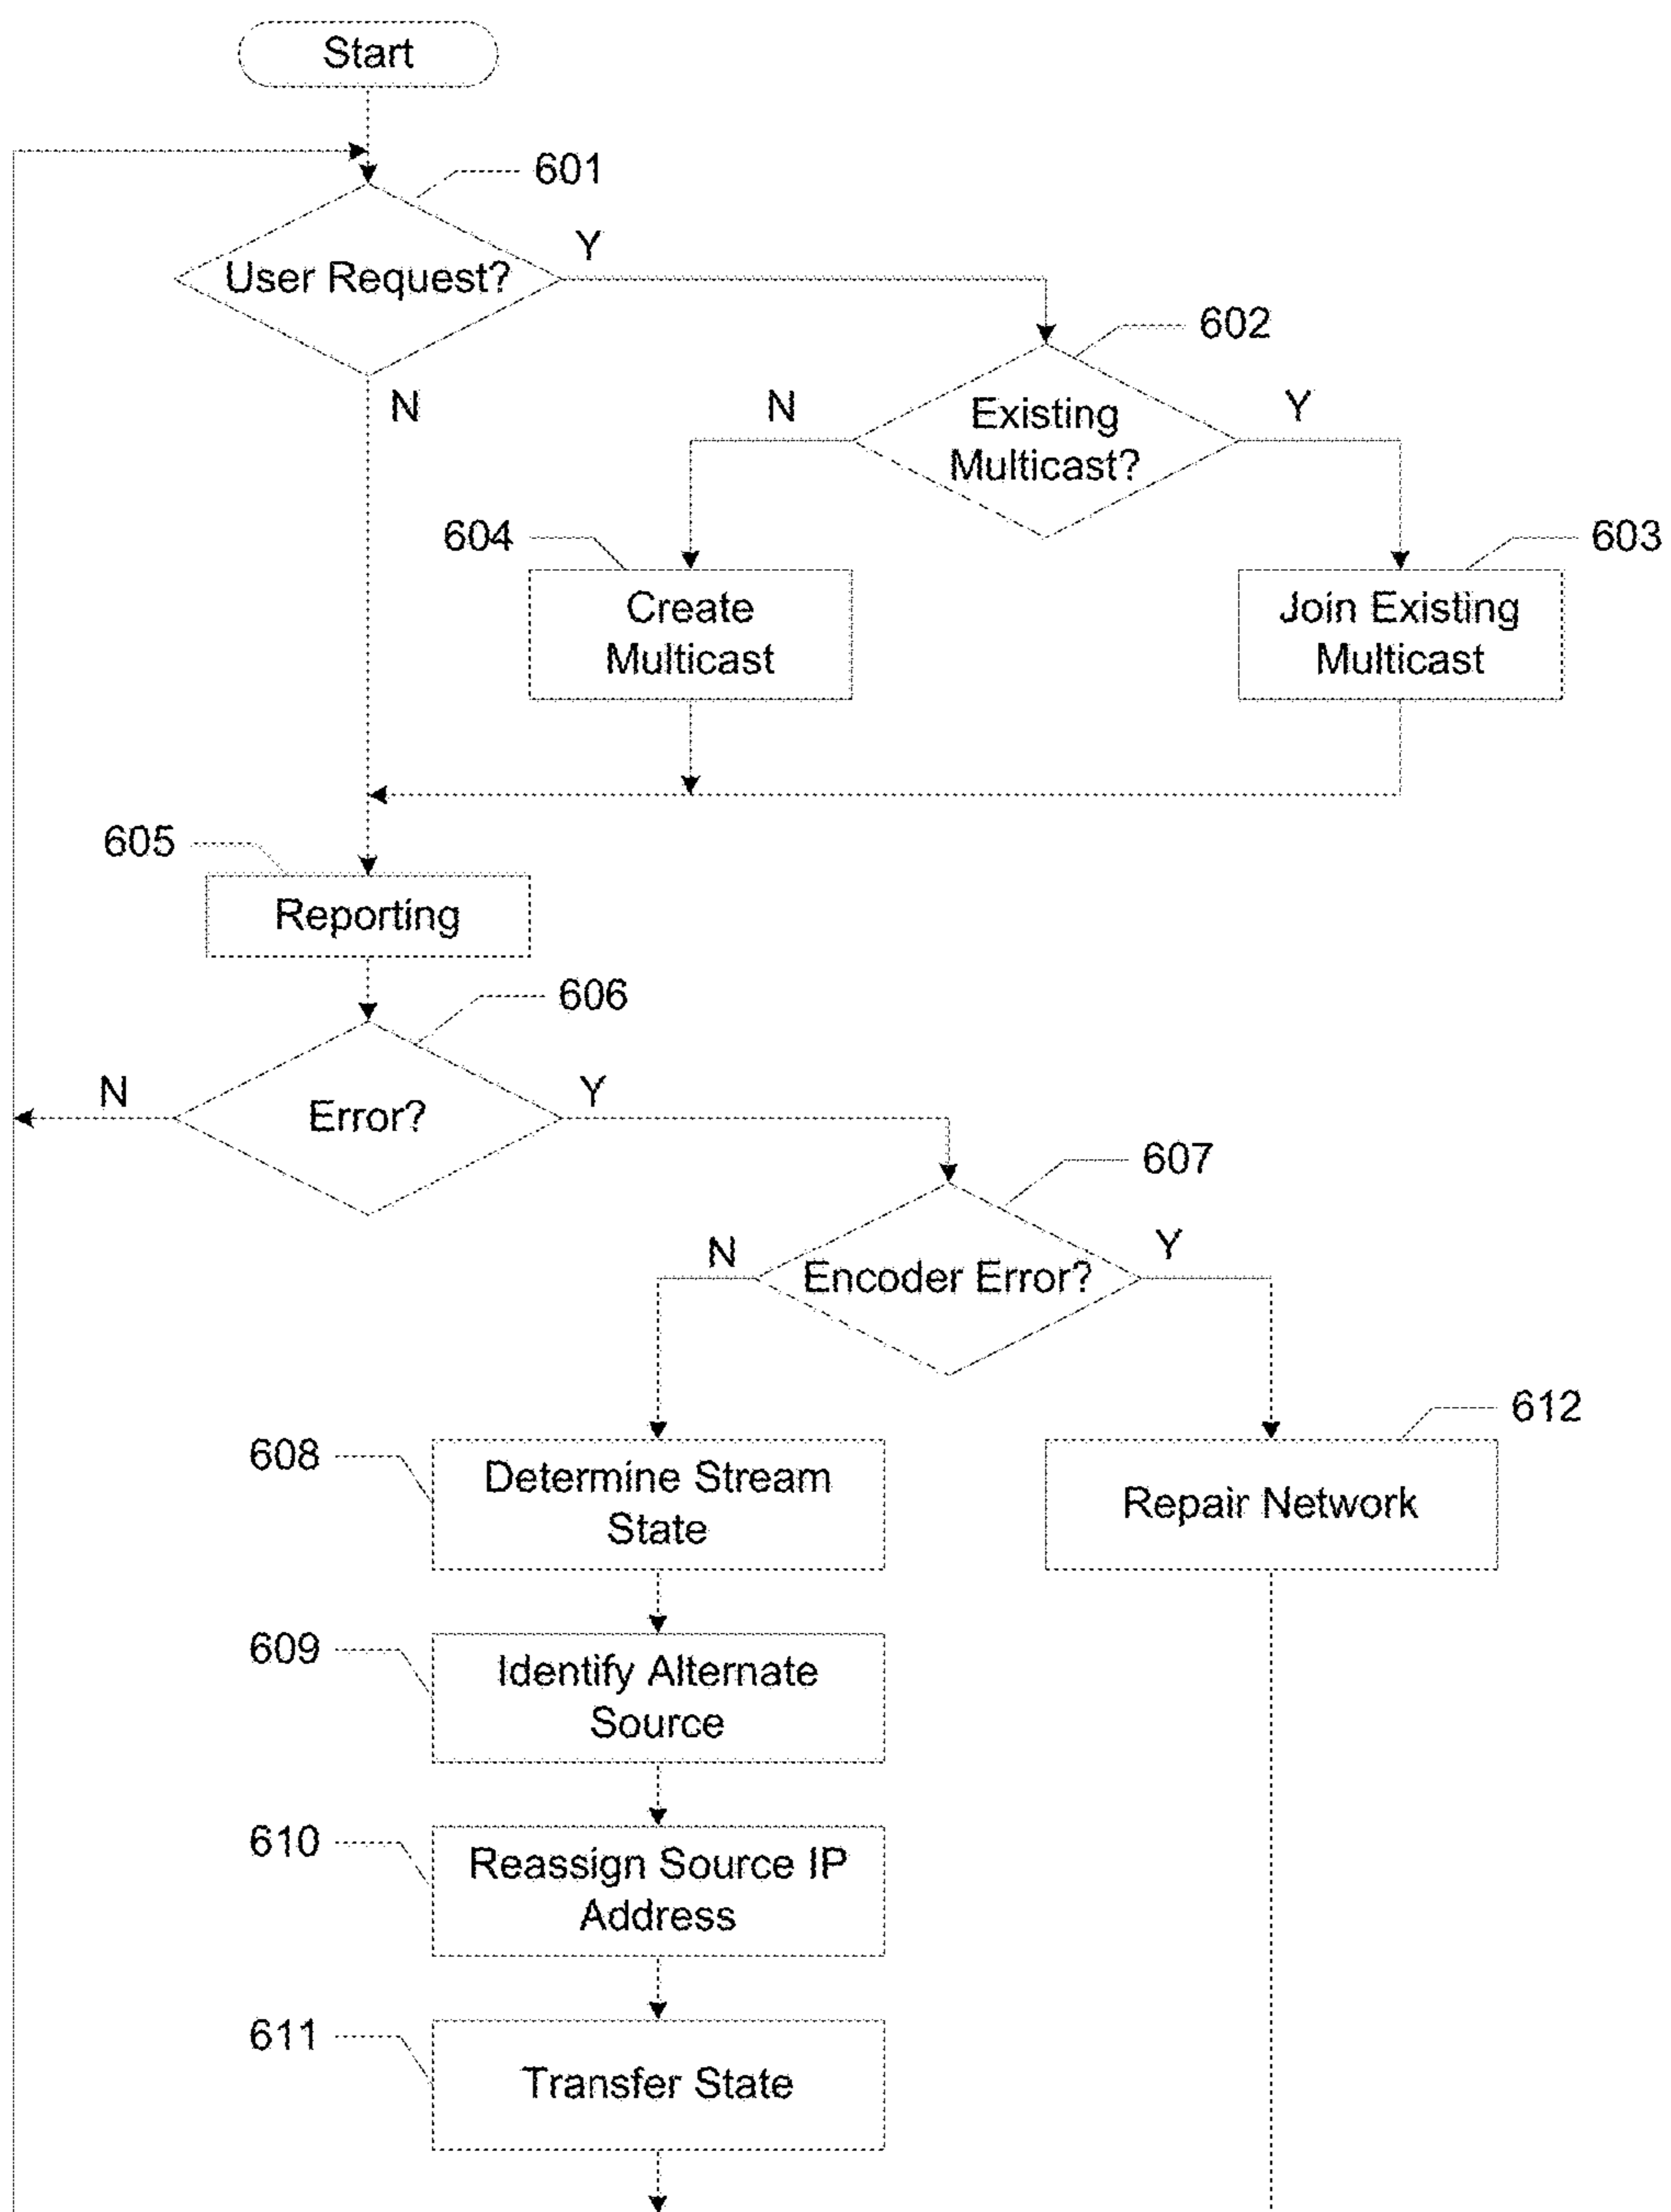 Start
601
User Request?
Y
N
602
Existing
Multicast?
N
Y
604
Create
Multicast
603
Join Existing
Multicast
605
Reporting
606
Error?
N
Y
607
Encoder Error?
N
Y
608
Determine Stream
State
612
Repair Network
609
Identify Alternate
Source
610
Reassign Source IP
Address
611
Transfer State